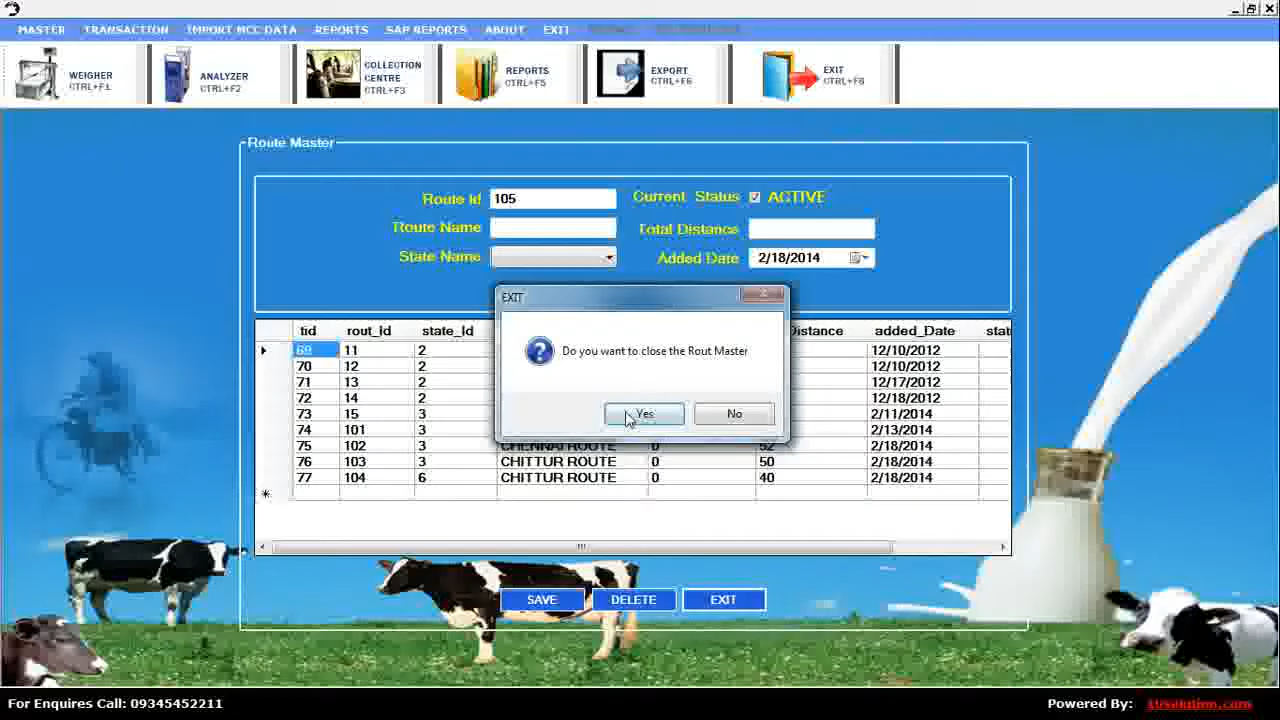 MASTER TRANSACTION IMPORT MCC DATA REPORTS SAP REPORTS ABOUT EXIT
WEIGHER
CTRL+F1
ANALYZER
CTRL+F2
COLLECTION
CENTRE
CTRL+F3
REPORTS
CTRL+F5
EXPORT
CTRL+F6
EXIT
CTRL+F8
Route Master
Route Id 105 Current Status ACTIVE
Route Name Total Distance
State Name Added Date 2/18/2014
EXIT
Do you want to close the Rout Master
Yes No
tid rout_Id state_Id Distance added_Date stat
69 11 2 12/10/2012
70 12 2 12/10/2012
71 13 2 12/17/2012
72 14 2 12/18/2012
73 15 3 2/11/2014
74 101 3 2/13/2014
75 102 3 CHENNAI ROUTE 0 52 2/18/2014
76 103 3 CHITTUR ROUTE 0 50 2/18/2014
77 104 6 CHITTUR ROUTE 0 40 2/18/2014
SAVE DELETE EXIT
For Enquires Call: 09345452211 Powered By: